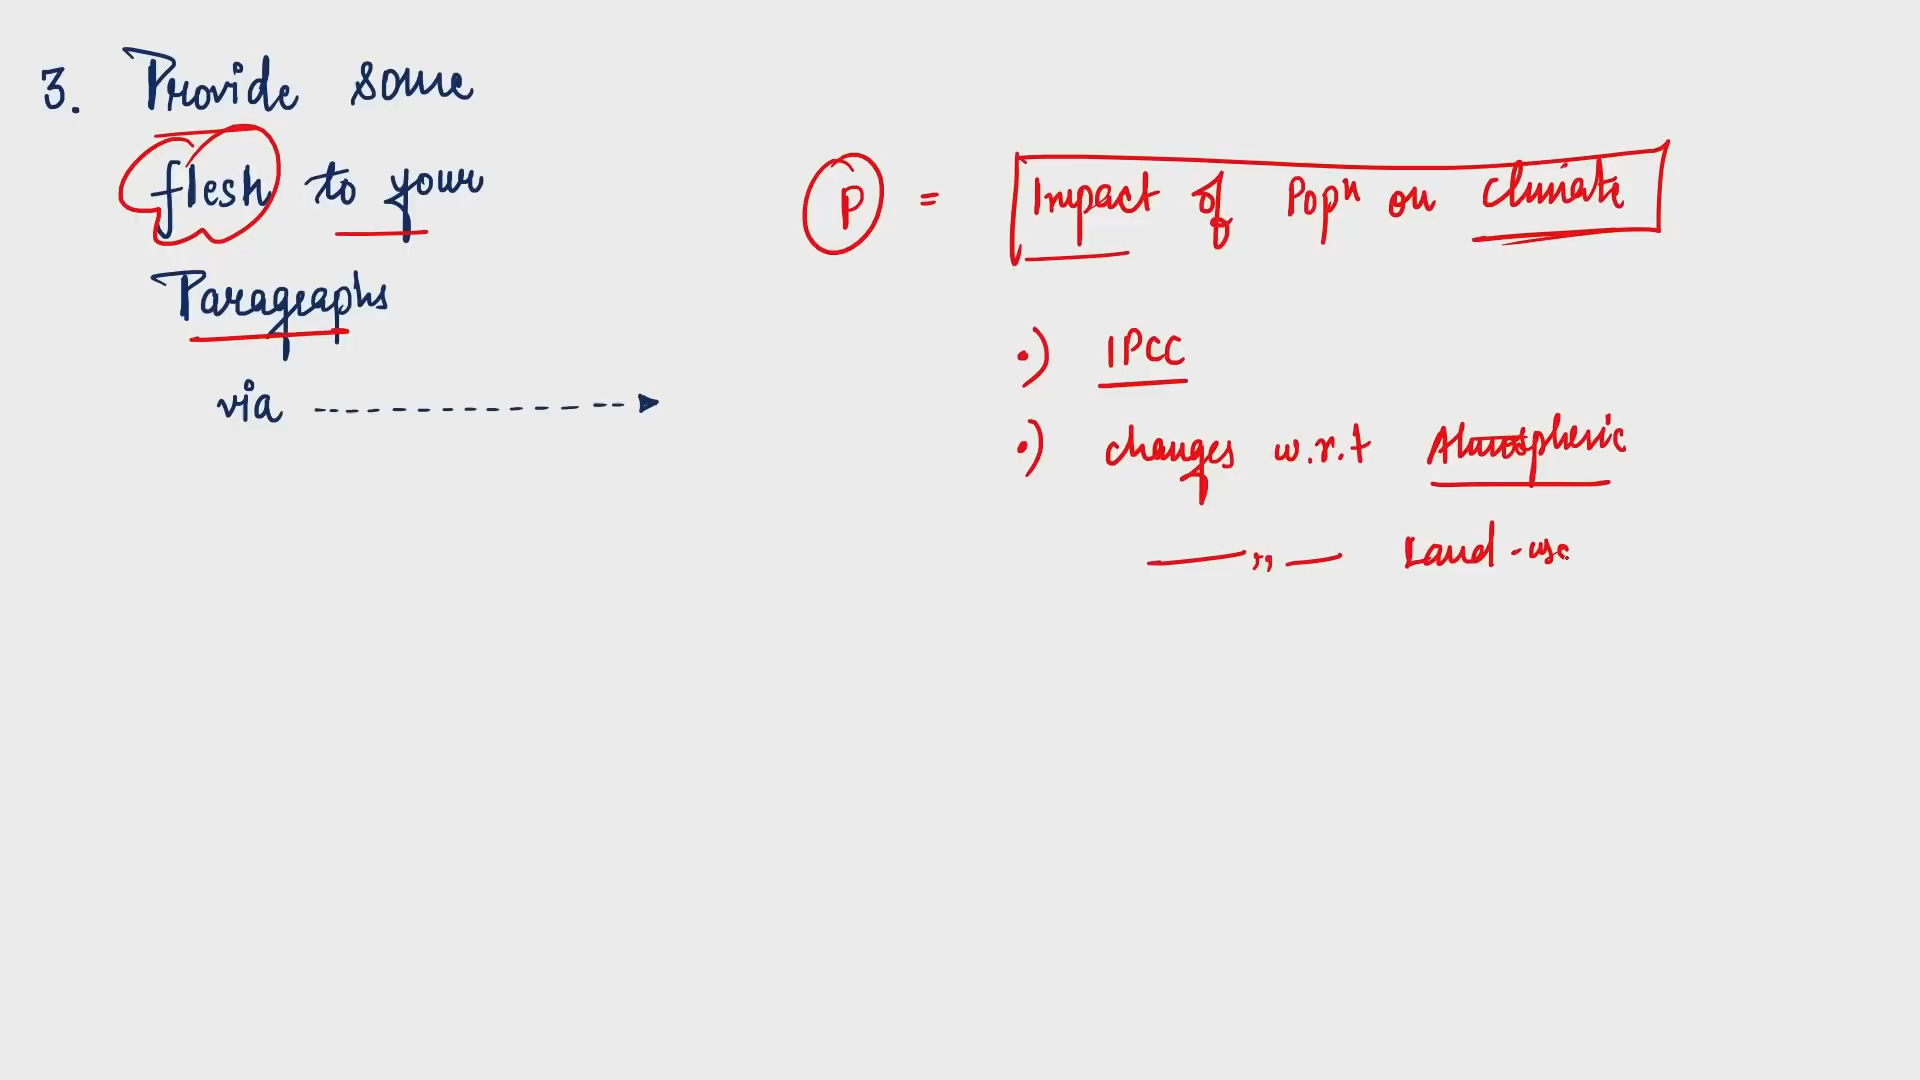 3. Provide some
flesh to your
Paragraphs
via
P = Impact of Popⁿ on Climate
•) IPCC
•) changes w.r.t Atmospheric
—— ,, —— Land-use